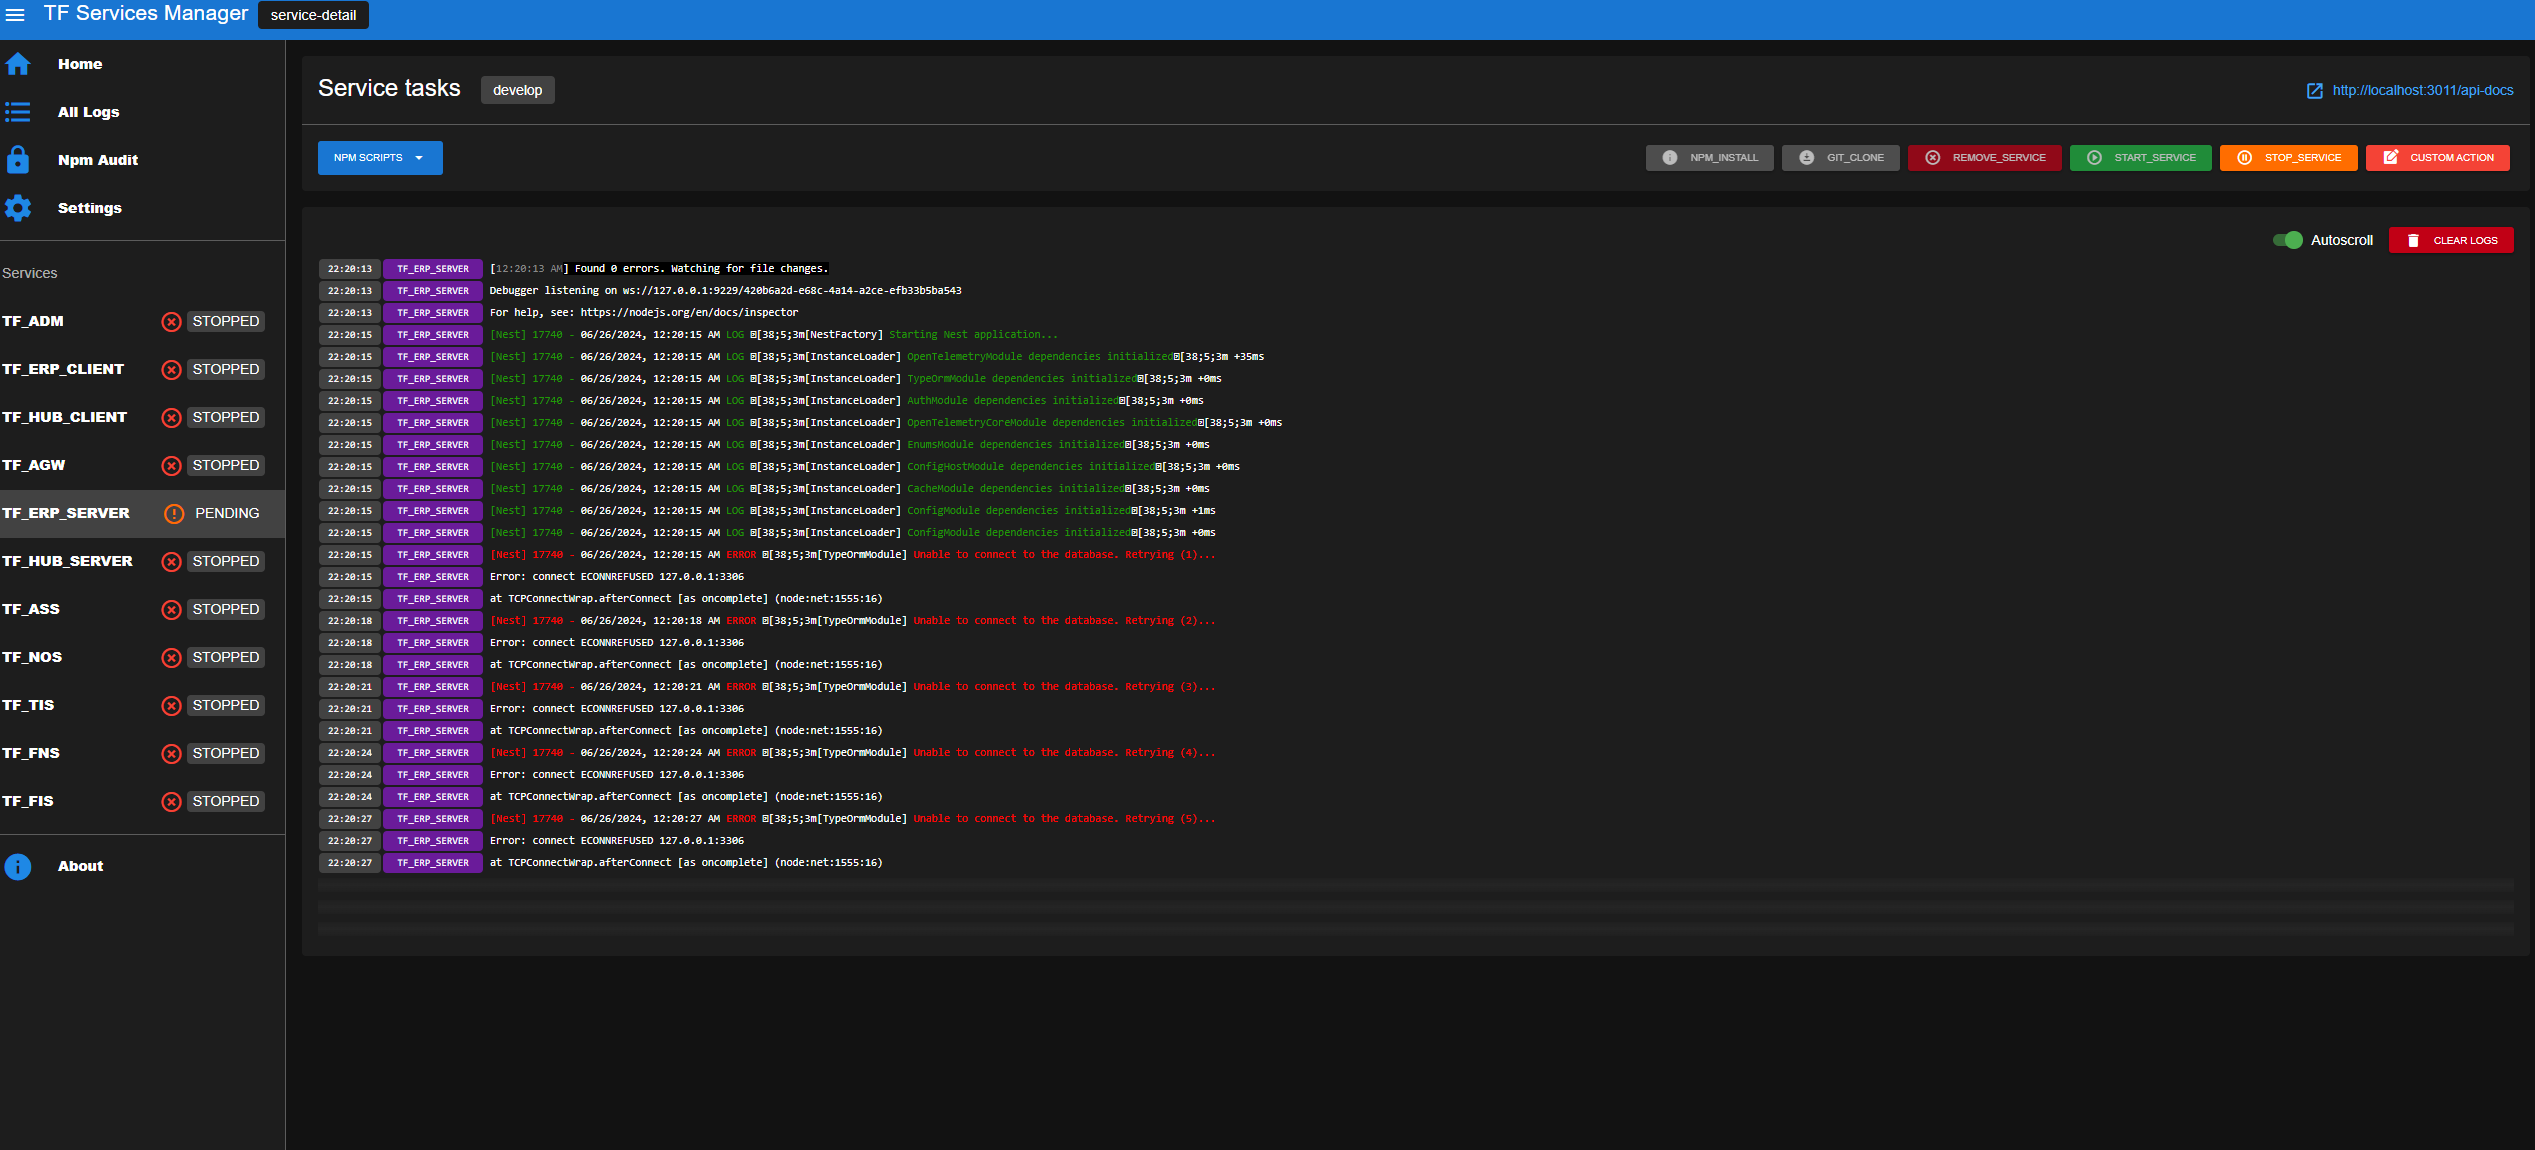 TF Services Manager service-detail
Home
All Logs
Npm Audit
Settings
Services
TF_ADM STOPPED
TF_ERP_CLIENT STOPPED
TF_HUB_CLIENT STOPPED
TF_AGW STOPPED
TF_ERP_SERVER PENDING
TF_HUB_SERVER STOPPED
TF_ASS STOPPED
TF_NOS STOPPED
TF_TIS STOPPED
TF_FNS STOPPED
TF_FIS STOPPED
About
Service tasks develop
http://localhost:3011/api-docs
NPM SCRIPTS NPM_INSTALL GIT_CLONE REMOVE_SERVICE START_SERVICE STOP_SERVICE CUSTOM ACTION
Autoscroll CLEAR LOGS
22:20:13 TF_ERP_SERVER [12:20:13 AM] Found 0 errors. Watching for file changes.
22:20:13 TF_ERP_SERVER Debugger listening on ws://127.0.0.1:9229/420b6a2d-e68c-4a14-a2ce-efb33b5ba543
22:20:13 TF_ERP_SERVER For help, see: https://nodejs.org/en/docs/inspector
22:20:15 TF_ERP_SERVER [Nest] 17740 - 06/26/2024, 12:20:15 AM LOG [38;5;3m[NestFactory] Starting Nest application...
22:20:15 TF_ERP_SERVER [Nest] 17740 - 06/26/2024, 12:20:15 AM LOG [38;5;3m[InstanceLoader] OpenTelemetryModule dependencies initialized[38;5;3m +35ms
22:20:15 TF_ERP_SERVER [Nest] 17740 - 06/26/2024, 12:20:15 AM LOG [38;5;3m[InstanceLoader] TypeOrmModule dependencies initialized[38;5;3m +0ms
22:20:15 TF_ERP_SERVER [Nest] 17740 - 06/26/2024, 12:20:15 AM LOG [38;5;3m[InstanceLoader] AuthModule dependencies initialized[38;5;3m +0ms
22:20:15 TF_ERP_SERVER [Nest] 17740 - 06/26/2024, 12:20:15 AM LOG [38;5;3m[InstanceLoader] OpenTelemetryCoreModule dependencies initialized[38;5;3m +0ms
22:20:15 TF_ERP_SERVER [Nest] 17740 - 06/26/2024, 12:20:15 AM LOG [38;5;3m[InstanceLoader] EnumsModule dependencies initialized[38;5;3m +0ms
22:20:15 TF_ERP_SERVER [Nest] 17740 - 06/26/2024, 12:20:15 AM LOG [38;5;3m[InstanceLoader] ConfigHostModule dependencies initialized[38;5;3m +0ms
22:20:15 TF_ERP_SERVER [Nest] 17740 - 06/26/2024, 12:20:15 AM LOG [38;5;3m[InstanceLoader] CacheModule dependencies initialized[38;5;3m +0ms
22:20:15 TF_ERP_SERVER [Nest] 17740 - 06/26/2024, 12:20:15 AM LOG [38;5;3m[InstanceLoader] ConfigModule dependencies initialized[38;5;3m +1ms
22:20:15 TF_ERP_SERVER [Nest] 17740 - 06/26/2024, 12:20:15 AM LOG [38;5;3m[InstanceLoader] ConfigModule dependencies initialized[38;5;3m +0ms
22:20:15 TF_ERP_SERVER [Nest] 17740 - 06/26/2024, 12:20:15 AM ERROR [38;5;3m[TypeOrmModule] Unable to connect to the database. Retrying (1)...
22:20:15 TF_ERP_SERVER Error: connect ECONNREFUSED 127.0.0.1:3306
22:20:15 TF_ERP_SERVER at TCPConnectWrap.afterConnect [as oncomplete] (node:net:1555:16)
22:20:18 TF_ERP_SERVER [Nest] 17740 - 06/26/2024, 12:20:18 AM ERROR [38;5;3m[TypeOrmModule] Unable to connect to the database. Retrying (2)...
22:20:18 TF_ERP_SERVER Error: connect ECONNREFUSED 127.0.0.1:3306
22:20:18 TF_ERP_SERVER at TCPConnectWrap.afterConnect [as oncomplete] (node:net:1555:16)
22:20:21 TF_ERP_SERVER [Nest] 17740 - 06/26/2024, 12:20:21 AM ERROR [38;5;3m[TypeOrmModule] Unable to connect to the database. Retrying (3)...
22:20:21 TF_ERP_SERVER Error: connect ECONNREFUSED 127.0.0.1:3306
22:20:21 TF_ERP_SERVER at TCPConnectWrap.afterConnect [as oncomplete] (node:net:1555:16)
22:20:24 TF_ERP_SERVER [Nest] 17740 - 06/26/2024, 12:20:24 AM ERROR [38;5;3m[TypeOrmModule] Unable to connect to the database. Retrying (4)...
22:20:24 TF_ERP_SERVER Error: connect ECONNREFUSED 127.0.0.1:3306
22:20:24 TF_ERP_SERVER at TCPConnectWrap.afterConnect [as oncomplete] (node:net:1555:16)
22:20:27 TF_ERP_SERVER [Nest] 17740 - 06/26/2024, 12:20:27 AM ERROR [38;5;3m[TypeOrmModule] Unable to connect to the database. Retrying (5)...
22:20:27 TF_ERP_SERVER Error: connect ECONNREFUSED 127.0.0.1:3306
22:20:27 TF_ERP_SERVER at TCPConnectWrap.afterConnect [as oncomplete] (node:net:1555:16)